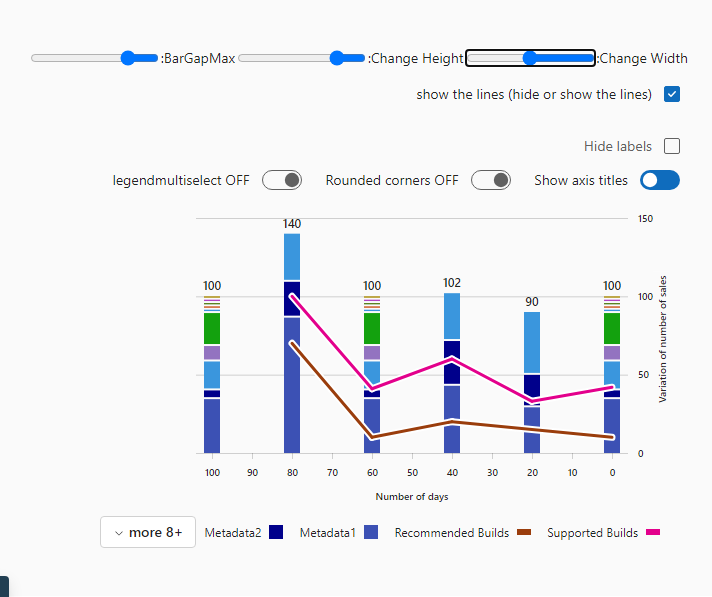 :BarGapMax :Change Height :Change Width
show the lines (hide or show the lines)
Hide labels
legendmultiselect OFF Rounded corners OFF Show axis titles
150
140
100 100 102 90 100
100
50
0
Variation of number of sales
100 90 80 70 60 50 40 30 20 10 0
Number of days
more 8+ Metadata2 Metadata1 Recommended Builds Supported Builds